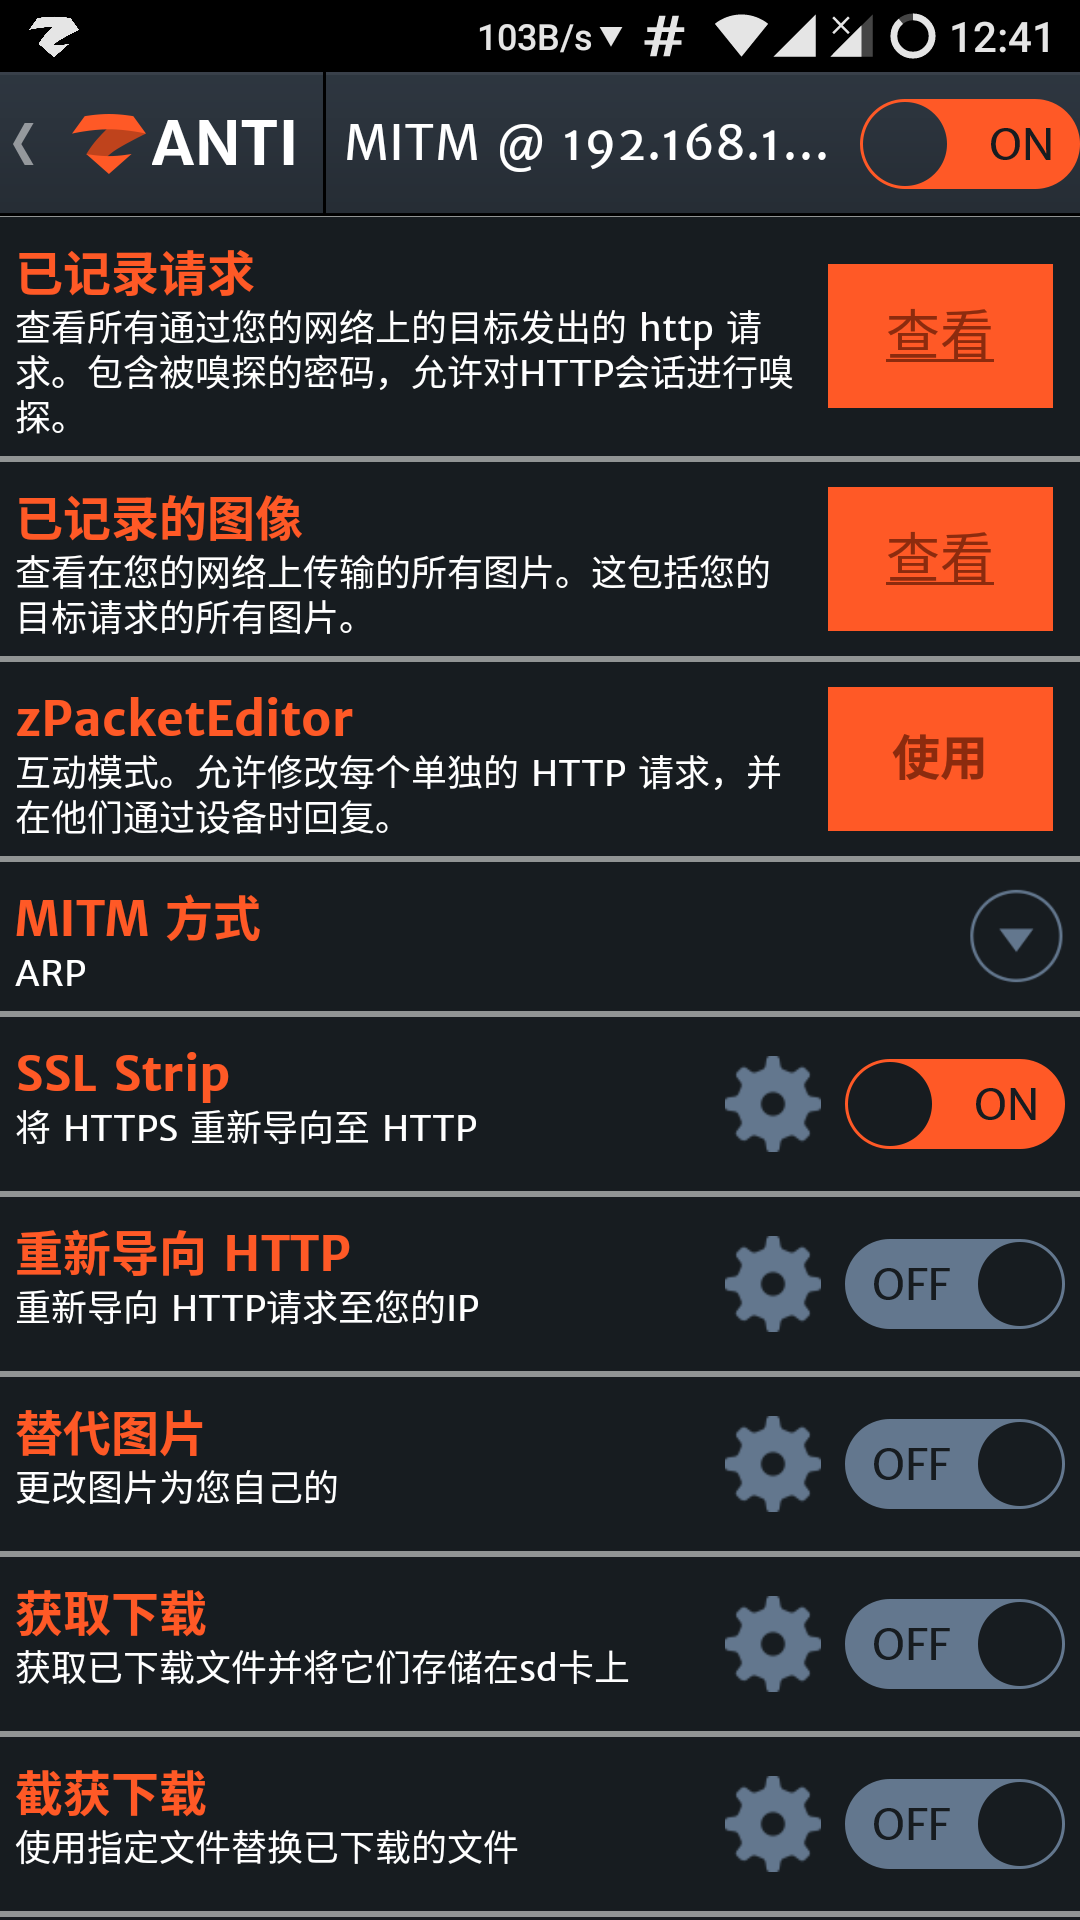 103B/s 12:41
ANTI MITM @ 192.168.1... ON
已记录请求
查看所有通过您的网络上的目标发出的 http 请
求。包含被嗅探的密码，允许对HTTP会话进行嗅
探。
查看
已记录的图像
查看在您的网络上传输的所有图片。这包括您的
目标请求的所有图片。
查看
zPacketEditor
互动模式。允许修改每个单独的 HTTP 请求，并
在他们通过设备时回复。
使用
MITM 方式
ARP
SSL Strip
将 HTTPS 重新导向至 HTTP
ON
重新导向 HTTP
重新导向 HTTP请求至您的IP
OFF
替代图片
更改图片为您自己的
OFF
获取下载
获取已下载文件并将它们存储在sd卡上
OFF
截获下载
使用指定文件替换已下载的文件
OFF